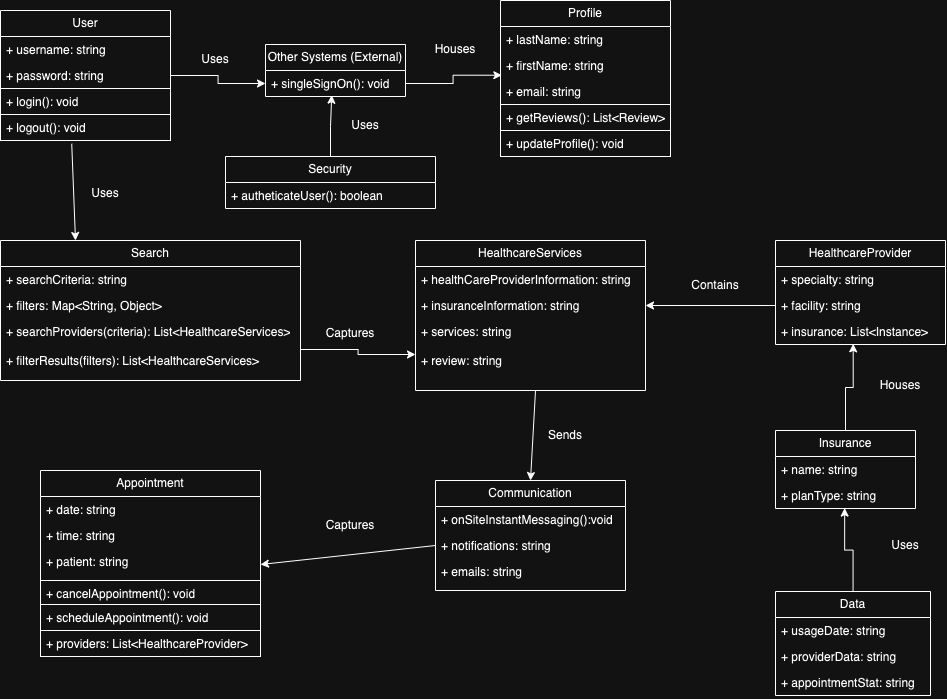 User
+ username: string
+ password: string
+ login(): void
+ logout(): void
Uses
Other Systems (External)
+ singleSignOn(): void
Houses
Profile
+ lastName: string
+ firstName: string
+ email: string
+ getReviews(): List<Review>
+ updateProfile(): void
Uses
Security
+ autheticateUser(): boolean
Uses
Search
+ searchCriteria: string
+ filters: Map<String, Object>
+ searchProviders(criteria): List<HealthcareServices>
+ filterResults(filters): List<HealthcareServices>
Captures
HealthcareServices
+ healthCareProviderInformation: string
+ insuranceInformation: string
+ services: string
+ review: string
Contains
HealthcareProvider
+ specialty: string
+ facility: string
+ insurance: List<Instance>
Houses
Sends
Insurance
+ name: string
+ planType: string
Appointment
+ date: string
+ time: string
+ patient: string
+ cancelAppointment(): void
+ scheduleAppointment(): void
+ providers: List<HealthcareProvider>
Captures
Communication
+ onSiteInstantMessaging():void
+ notifications: string
+ emails: string
Uses
Data
+ usageDate: string
+ providerData: string
+ appointmentStat: string